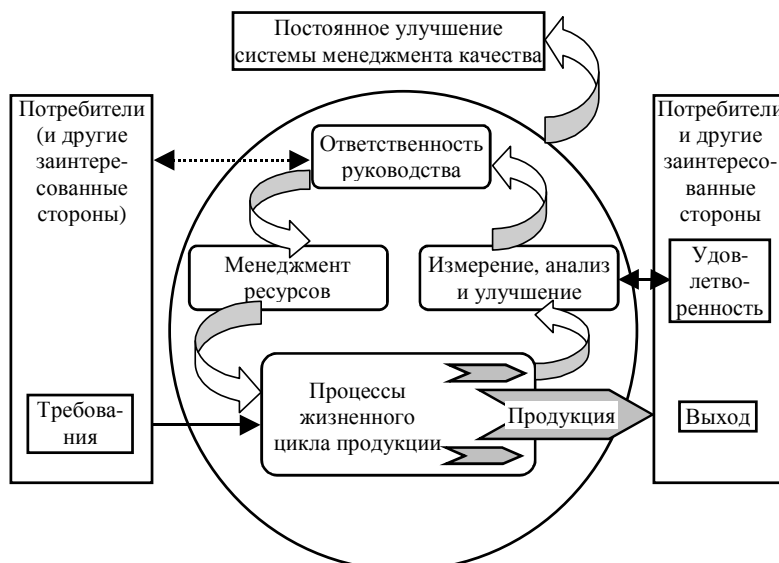 Постоянное улучшение
системы менеджмента качества
Потребители
(и другие
заинтере-
сованные
стороны)
Ответственность
руководства
Потребители
и другие
заинтересо-
ванные
стороны
Менеджмент
ресурсов
Измерение, анализ
и улучшение
Удов-
летво-
ренность
Требова-
ния
Процессы
жизненного
цикла продукции
Продукция
Выход